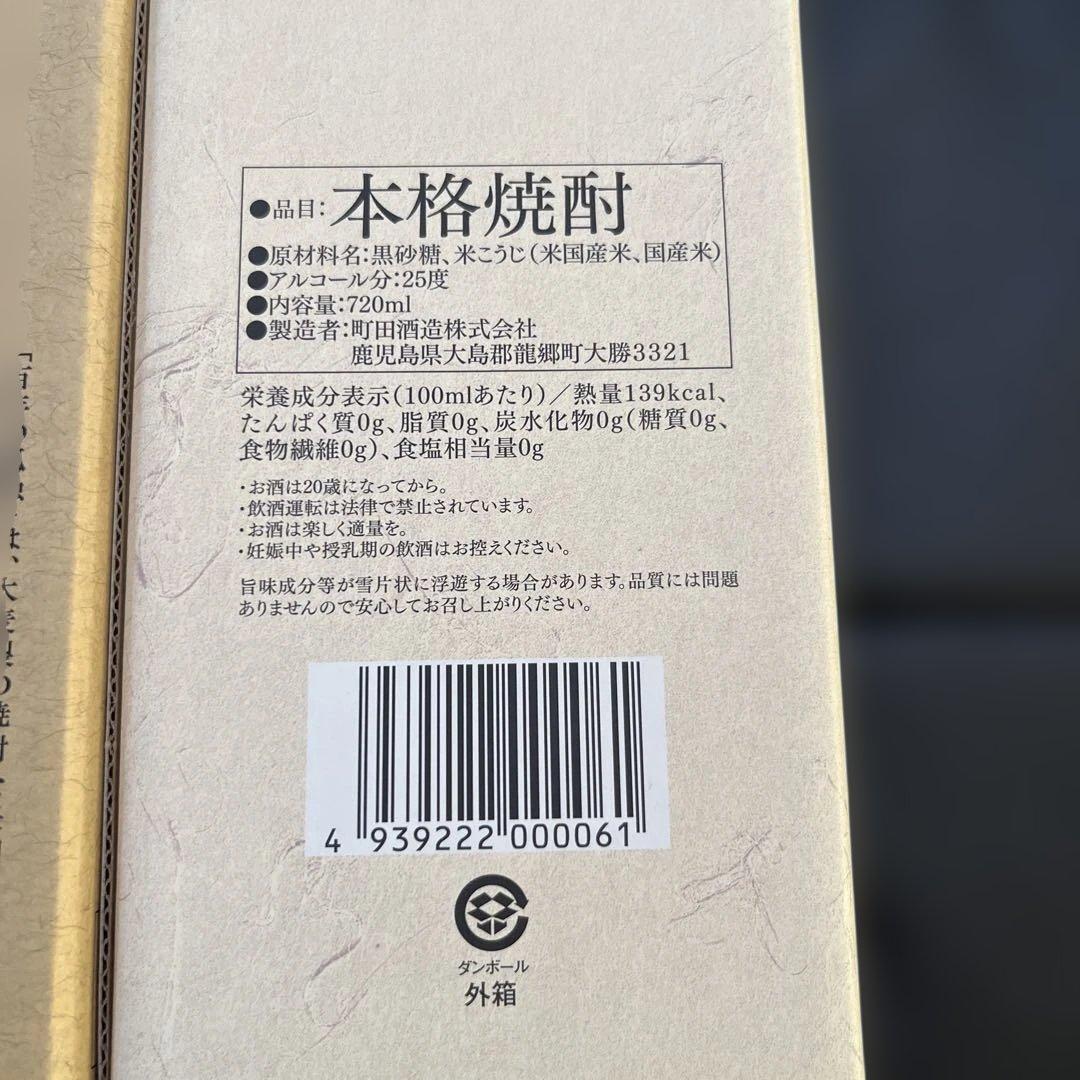 ●品目：本格焼酎
●原材料名：黒砂糖、米こうじ（米国産米、国産米）
●アルコール分：25度
●内容量：720ml
●製造者：町田酒造株式会社
鹿児島県大島郡龍郷町大勝3321
栄養成分表示（100mlあたり）／熱量139kcal、
たんぱく質0g、脂質0g、炭水化物0g（糖質0g、
食物繊維0g）、食塩相当量0g
・お酒は20歳になってから。
・飲酒運転は法律で禁止されています。
・お酒は楽しく適量を。
・妊娠中や授乳期の飲酒はお控えください。
旨味成分等が雪片状に浮遊する場合があります。品質には問題
ありませんので安心してお召し上がりください。
4 939222 000061
ダンボール
外箱